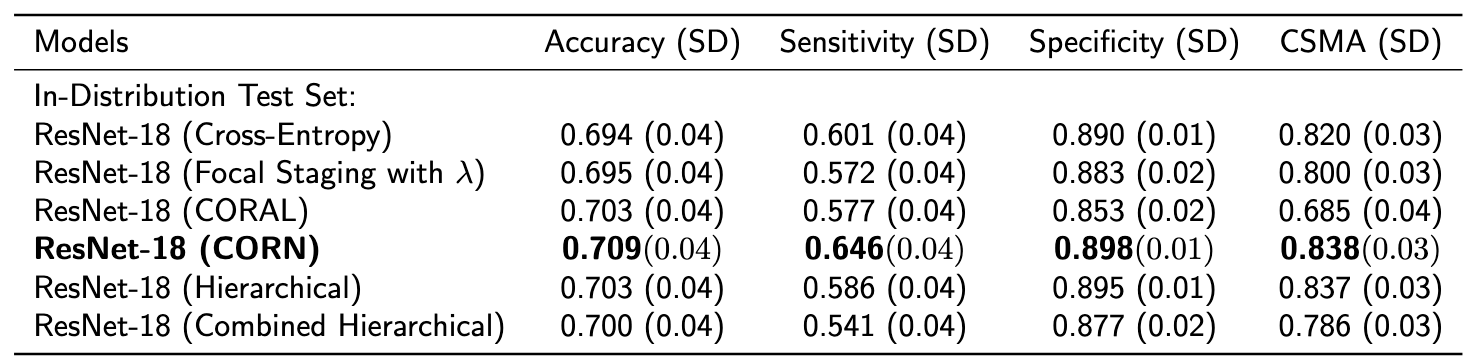 Models Accuracy (SD) Sensitivity (SD) Specificity (SD) CSMA (SD)
In-Distribution Test Set:
ResNet-18 (Cross-Entropy) 0.694 (0.04) 0.601 (0.04) 0.890 (0.01) 0.820 (0.03)
ResNet-18 (Focal Staging with λ) 0.695 (0.04) 0.572 (0.04) 0.883 (0.02) 0.800 (0.03)
ResNet-18 (CORAL) 0.703 (0.04) 0.577 (0.04) 0.853 (0.02) 0.685 (0.04)
ResNet-18 (CORN) 0.709(0.04) 0.646(0.04) 0.898(0.01) 0.838(0.03)
ResNet-18 (Hierarchical) 0.703 (0.04) 0.586 (0.04) 0.895 (0.01) 0.837 (0.03)
ResNet-18 (Combined Hierarchical) 0.700 (0.04) 0.541 (0.04) 0.877 (0.02) 0.786 (0.03)